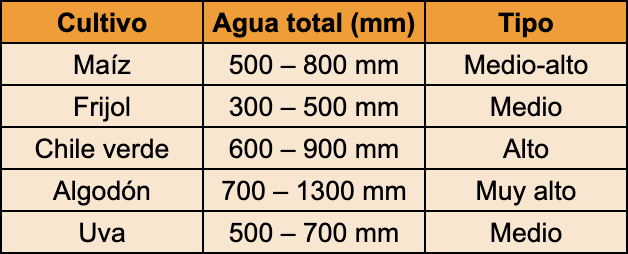 Cultivo Agua total (mm) Tipo
Maíz 500 – 800 mm Medio-alto
Frijol 300 – 500 mm Medio
Chile verde 600 – 900 mm Alto
Algodón 700 – 1300 mm Muy alto
Uva 500 – 700 mm Medio